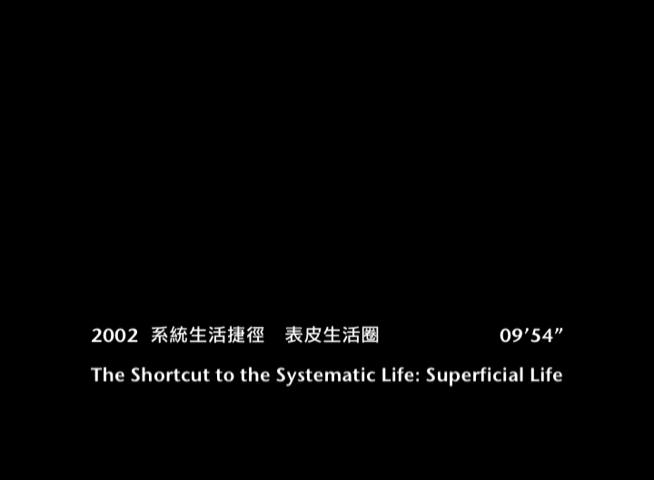 2002 系統生活捷徑　表皮生活圈 09’54”
The Shortcut to the Systematic Life: Superficial Life